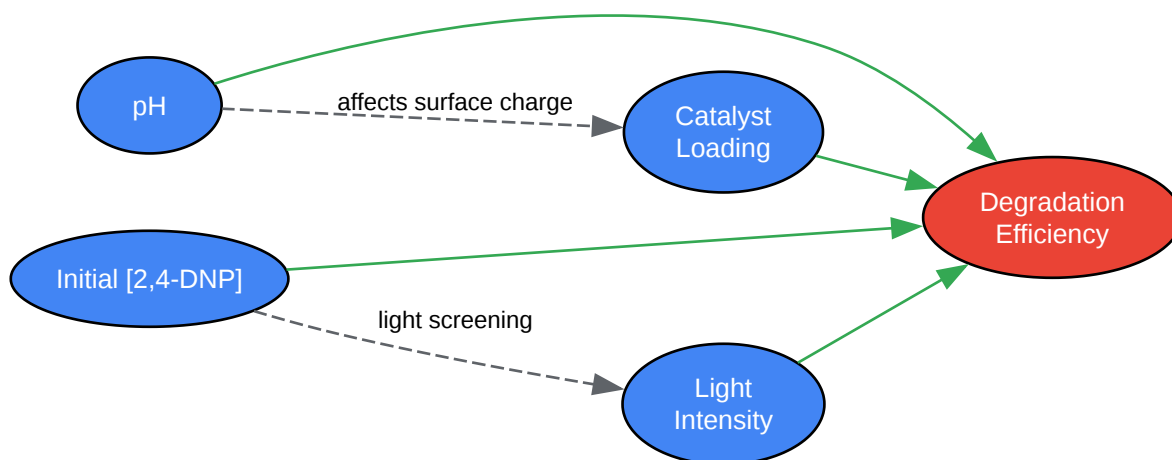 pH
affects surface charge
Catalyst
Loading
Degradation
Efficiency
Initial [2,4-DNP]
light screening
Light
Intensity